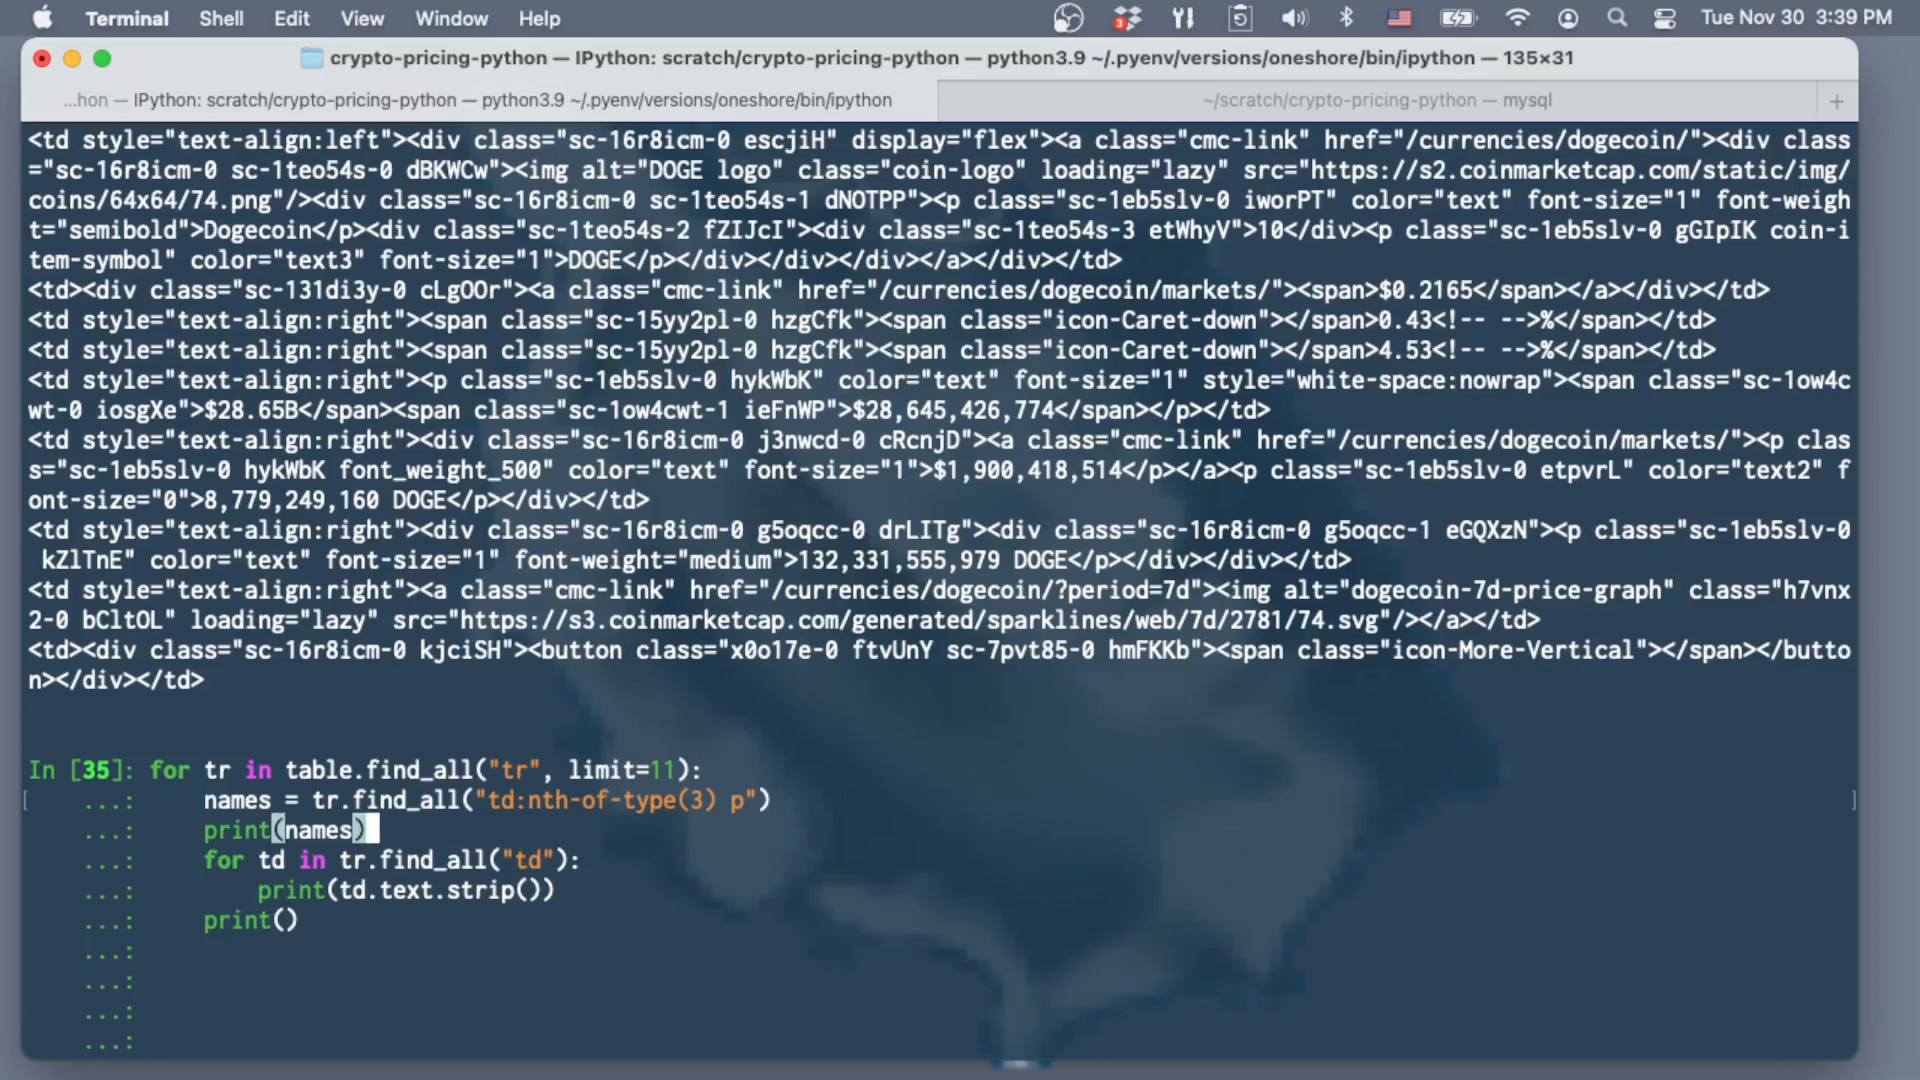 Terminal Shell Edit View Window Help 3 Tue Nov 30 3:39 PM
crypto-pricing-python — IPython: scratch/crypto-pricing-python — python3.9 ~/.pyenv/versions/oneshore/bin/ipython — 135×31
...hon — IPython: scratch/crypto-pricing-python — python3.9 ~/.pyenv/versions/oneshore/bin/ipython ~/scratch/crypto-pricing-python — mysql +
<td style="text-align:left"><div class="sc-16r8icm-0 escjiH" display="flex"><a class="cmc-link" href="/currencies/dogecoin/"><div class
="sc-16r8icm-0 sc-1teo54s-0 dBKWCw"><img alt="DOGE logo" class="coin-logo" loading="lazy" src="https://s2.coinmarketcap.com/static/img/
coins/64x64/74.png"/><div class="sc-16r8icm-0 sc-1teo54s-1 dNOTPP"><p class="sc-1eb5slv-0 iworPT" color="text" font-size="1" font-weigh
t="semibold">Dogecoin</p><div class="sc-1teo54s-2 fZIJcI"><div class="sc-1teo54s-3 etWhyV">10</div><p class="sc-1eb5slv-0 gGIpIK coin-i
tem-symbol" color="text3" font-size="1">DOGE</p></div></div></div></a></div></td>
<td><div class="sc-131di3y-0 cLgOOr"><a class="cmc-link" href="/currencies/dogecoin/markets/"><span>$0.2165</span></a></div></td>
<td style="text-align:right"><span class="sc-15yy2pl-0 hzgCfk"><span class="icon-Caret-down"></span>0.43<!-- -->%</span></td>
<td style="text-align:right"><span class="sc-15yy2pl-0 hzgCfk"><span class="icon-Caret-down"></span>4.53<!-- -->%</span></td>
<td style="text-align:right"><p class="sc-1eb5slv-0 hykWbK" color="text" font-size="1" style="white-space:nowrap"><span class="sc-1ow4c
wt-0 iosgXe">$28.65B</span><span class="sc-1ow4cwt-1 ieFnWP">$28,645,426,774</span></p></td>
<td style="text-align:right"><div class="sc-16r8icm-0 j3nwcd-0 cRcnjD"><a class="cmc-link" href="/currencies/dogecoin/markets/"><p clas
s="sc-1eb5slv-0 hykWbK font_weight_500" color="text" font-size="1">$1,900,418,514</p></a><p class="sc-1eb5slv-0 etpvrL" color="text2" f
ont-size="0">8,779,249,160 DOGE</p></div></td>
<td style="text-align:right"><div class="sc-16r8icm-0 g5oqcc-0 drLITg"><div class="sc-16r8icm-0 g5oqcc-1 eGQXzN"><p class="sc-1eb5slv-0
kZlTnE" color="text" font-size="1" font-weight="medium">132,331,555,979 DOGE</p></div></div></td>
<td style="text-align:right"><a class="cmc-link" href="/currencies/dogecoin/?period=7d"><img alt="dogecoin-7d-price-graph" class="h7vnx
2-0 bCltOL" loading="lazy" src="https://s3.coinmarketcap.com/generated/sparklines/web/7d/2781/74.svg"/></a></td>
<td><div class="sc-16r8icm-0 kjciSH"><button class="x0o17e-0 ftvUnY sc-7pvt85-0 hmFKKb"><span class="icon-More-Vertical"></span></butto
n></div></td>
In [35]: for tr in table.find_all("tr", limit=11):
...: names = tr.find_all("td:nth-of-type(3) p")
...: print(names)
...: for td in tr.find_all("td"):
...: print(td.text.strip())
...: print()
...:
...:
...:
...: